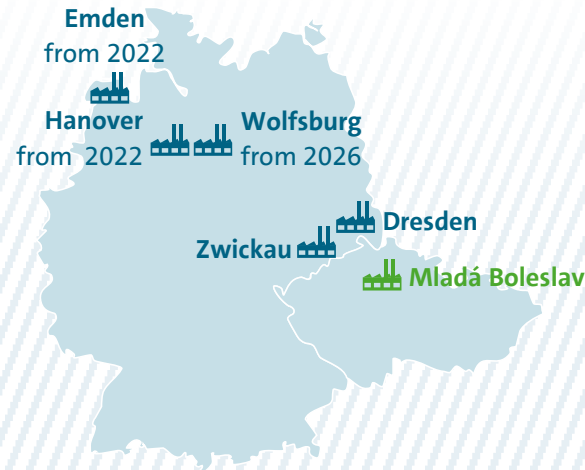 Emden
from 2022
Hanover
from 2022
Wolfsburg
from 2026
Dresden
Zwickau
Mladá Boleslav